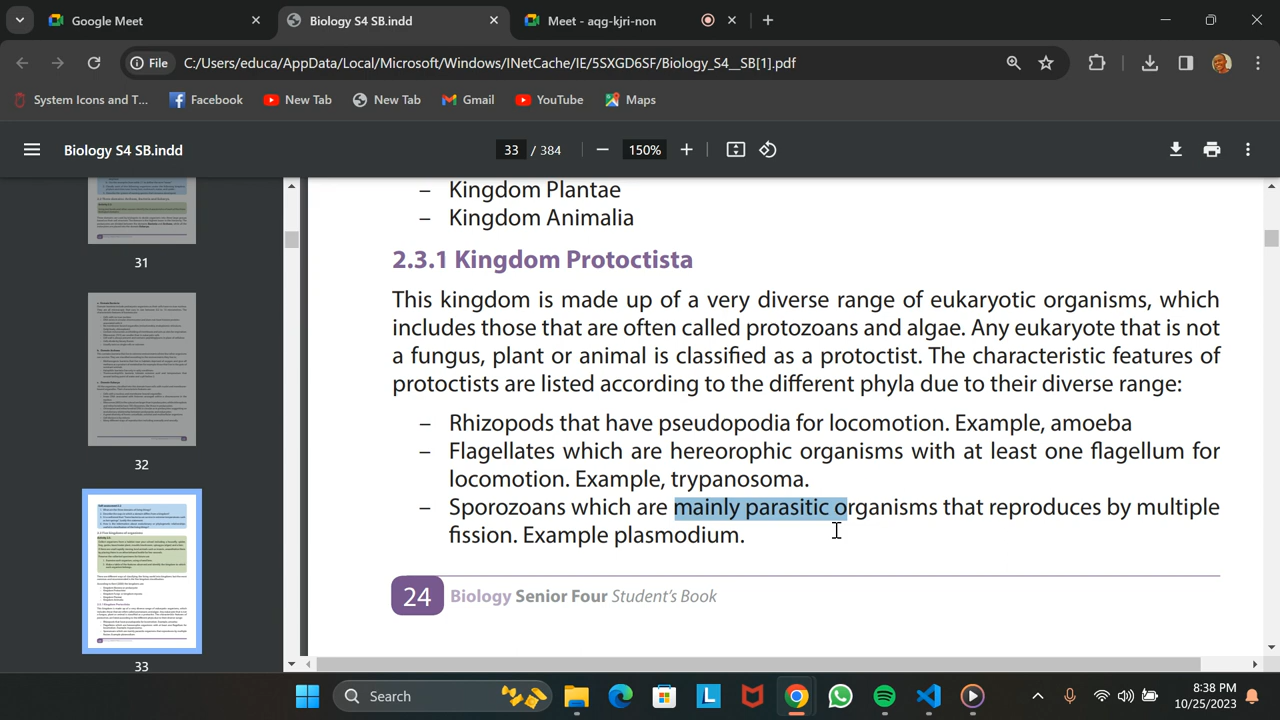 Google Meet
Biology S4 SB.indd
Meet - aqg-kjri-non
File
C:/Users/educa/AppData/Local/Microsoft/Windows/INetCache/IE/5SXGD6SF/Biology_S4__SB[1].pdf
System Icons and T...
Facebook
New Tab
New Tab
Gmail
YouTube
Maps
Biology S4 SB.indd
33 / 384
150%
31
32
33
– Kingdom Plantae
– Kingdom Animalia
2.3.1 Kingdom Protoctista
This kingdom is made up of a very diverse range of eukaryotic organisms, which
includes those that are often called protozoans and algae. Any eukaryote that is not
a fungus, plant or animal is classified as a protoctist. The characteristic features of
protoctists are listed according to the different phyla due to their diverse range:
– Rhizopods that have pseudopodia for locomotion. Example, amoeba
– Flagellates which are hereorophic organisms with at least one flagellum for
locomotion. Example, trypanosoma.
– Sporozoans which are mainly parasitic organisms that reproduces by multiple
fission. Example plasmodium.
24 Biology Senior Four Student's Book
Search
8:38 PM
10/25/2023